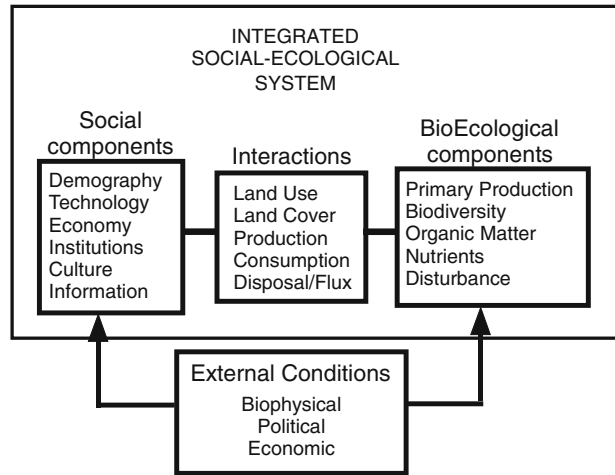 INTEGRATED
SOCIAL-ECOLOGICAL
SYSTEM
Social
components
Demography
Technology
Economy
Institutions
Culture
Information
Interactions
Land Use
Land Cover
Production
Consumption
Disposal/Flux
BioEcological
components
Primary Production
Biodiversity
Organic Matter
Nutrients
Disturbance
External Conditions
Biophysical
Political
Economic